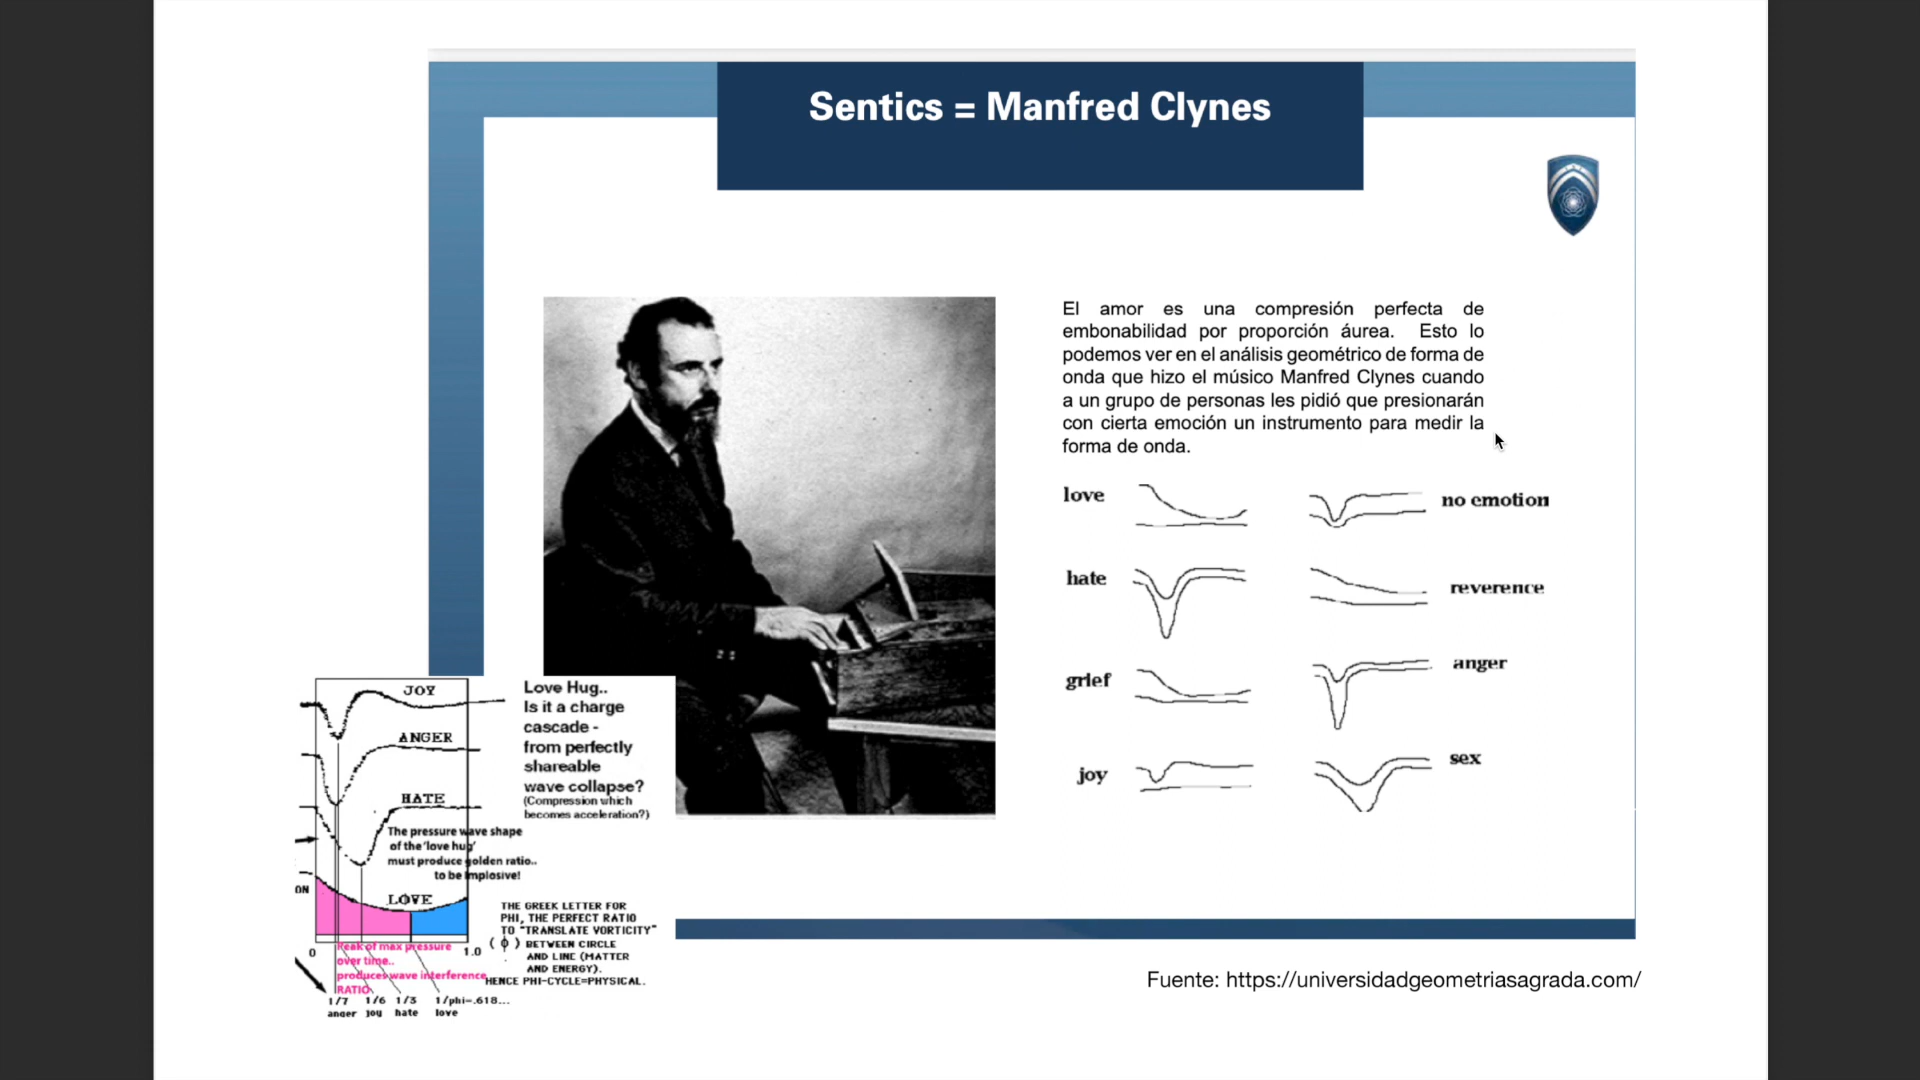 Sentics = Manfred Clynes
El amor es una compresión perfecta de
embonabilidad por proporción áurea. Esto lo
podemos ver en el análisis geométrico de forma de
onda que hizo el músico Manfred Clynes cuando
a un grupo de personas les pidió que presionarán
con cierta emoción un instrumento para medir la
forma de onda.
love
no emotion
hate
reverence
grief
anger
joy
sex
JOY
ANGER
HATE
LOVE
ON
0
1.0
Love Hug..
Is it a charge
cascade -
from perfectly
shareable
wave collapse?
(Compression which
becomes acceleration?)
The pressure wave shape
of the 'love hug'
must produce golden ratio..
to be Implosive!
THE GREEK LETTER FOR
PHI, THE PERFECT RATIO
TO "TRANSLATE VORTICITY"
( ϕ ) BETWEEN CIRCLE
AND LINE (MATTER
AND ENERGY).
HENCE PHI-CYCLE=PHYSICAL.
Peak of max pressure
over time..
produces wave interference
RATIO
1/7 1/6 1/3 1/phi=.618...
anger joy hate love
Fuente: https://universidadgeometriasagrada.com/